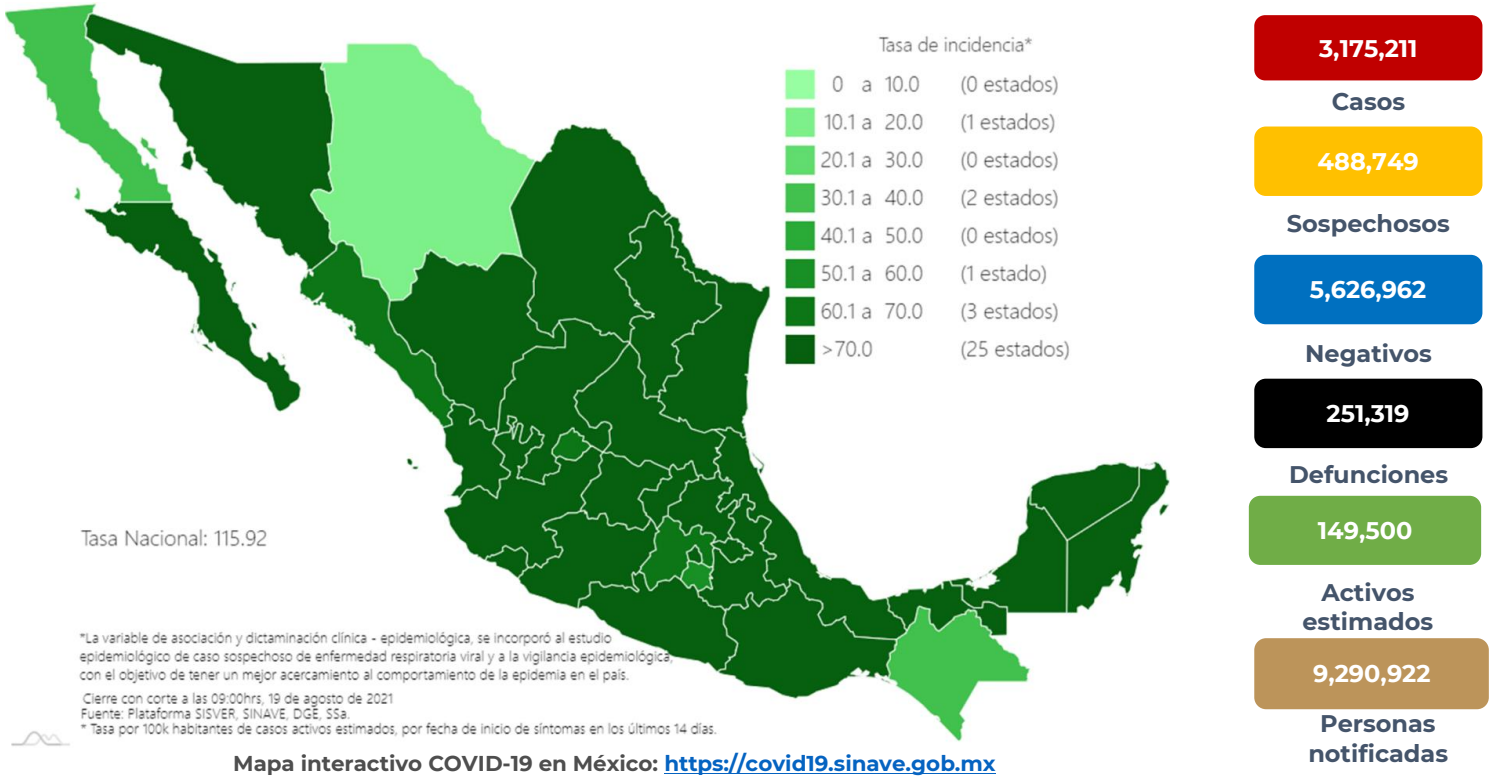 Tasa de incidencia*
0 a 10.0 (0 estados)
10.1 a 20.0 (1 estados)
20.1 a 30.0 (0 estados)
30.1 a 40.0 (2 estados)
40.1 a 50.0 (0 estados)
50.1 a 60.0 (1 estado)
60.1 a 70.0 (3 estados)
>70.0 (25 estados)
Tasa Nacional: 115.92
*La variable de asociación y dictaminación clínica - epidemiológica, se incorporó al estudio
epidemiológico de caso sospechoso de enfermedad respiratoria viral y a la vigilancia epidemiológica,
con el objetivo de tener un mejor acercamiento al comportamiento de la epidemia en el país.
Cierre con corte a las 09:00hrs, 19 de agosto de 2021
Fuente: Plataforma SISVER, SINAVE, DGE, SSa.
* Tasa por 100k habitantes de casos activos estimados, por fecha de inicio de síntomas en los últimos 14 días.
Mapa interactivo COVID-19 en México: https://covid19.sinave.gob.mx
3,175,211
Casos
488,749
Sospechosos
5,626,962
Negativos
251,319
Defunciones
149,500
Activos
estimados
9,290,922
Personas
notificadas